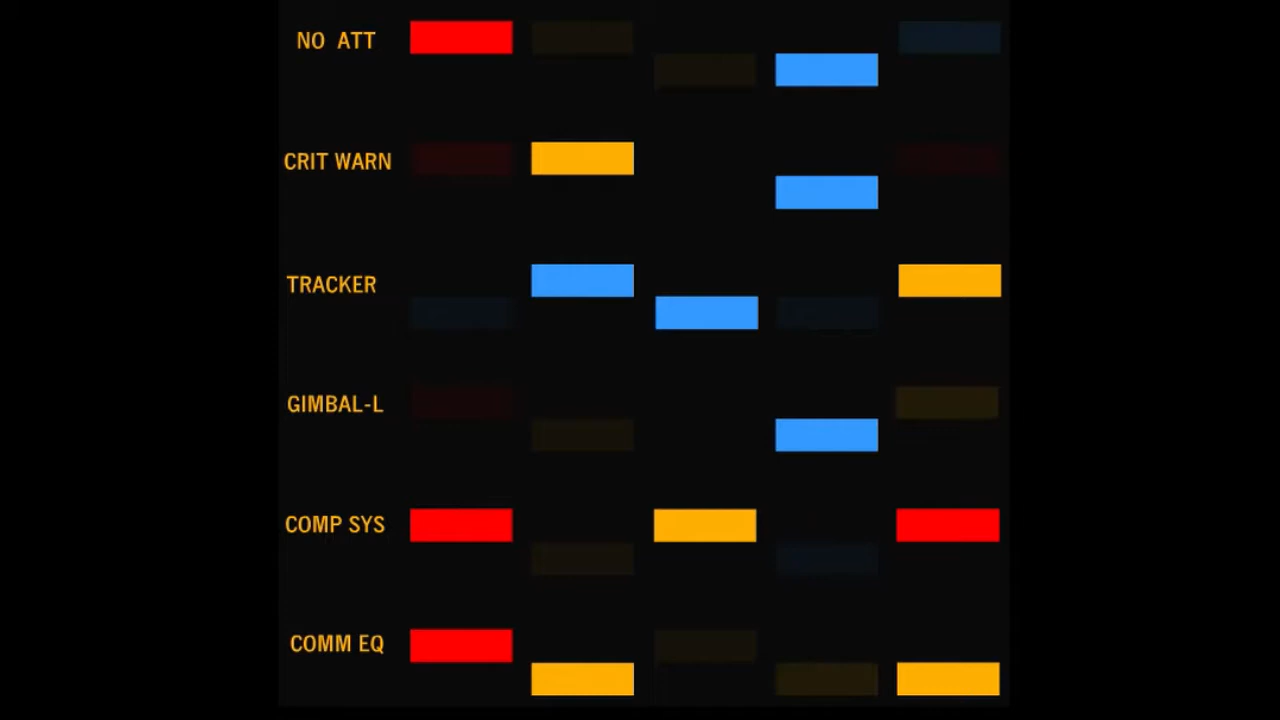 NO ATT
CRIT WARN
TRACKER
GIMBAL-L
COMP SYS
COMM EQ